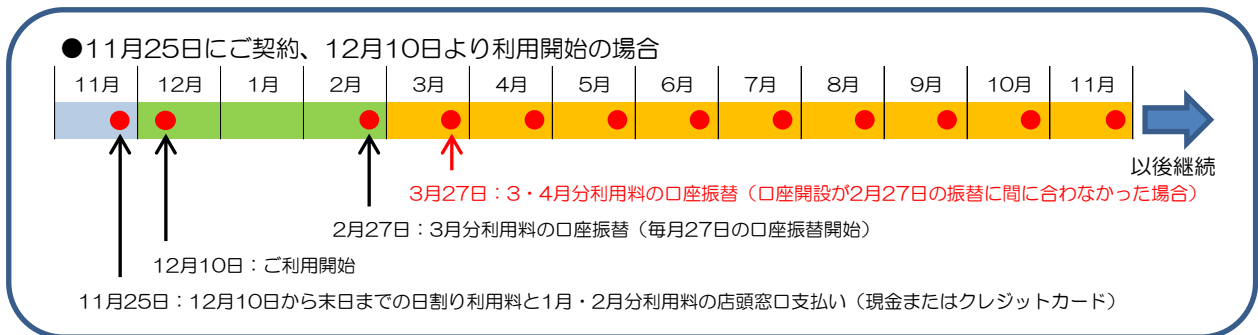 ●11月25日にご契約、12月10日より利用開始の場合
11月 12月 1月 2月 3月 4月 5月 6月 7月 8月 9月 10月 11月
以後継続
3月27日：3・4月分利用料の口座振替（口座開設が2月27日の振替に間に合わなかった場合）
2月27日：3月分利用料の口座振替（毎月27日の口座振替開始）
12月10日：ご利用開始
11月25日：12月10日から末日までの日割り利用料と1月・2月分利用料の店頭窓口支払い（現金またはクレジットカード）